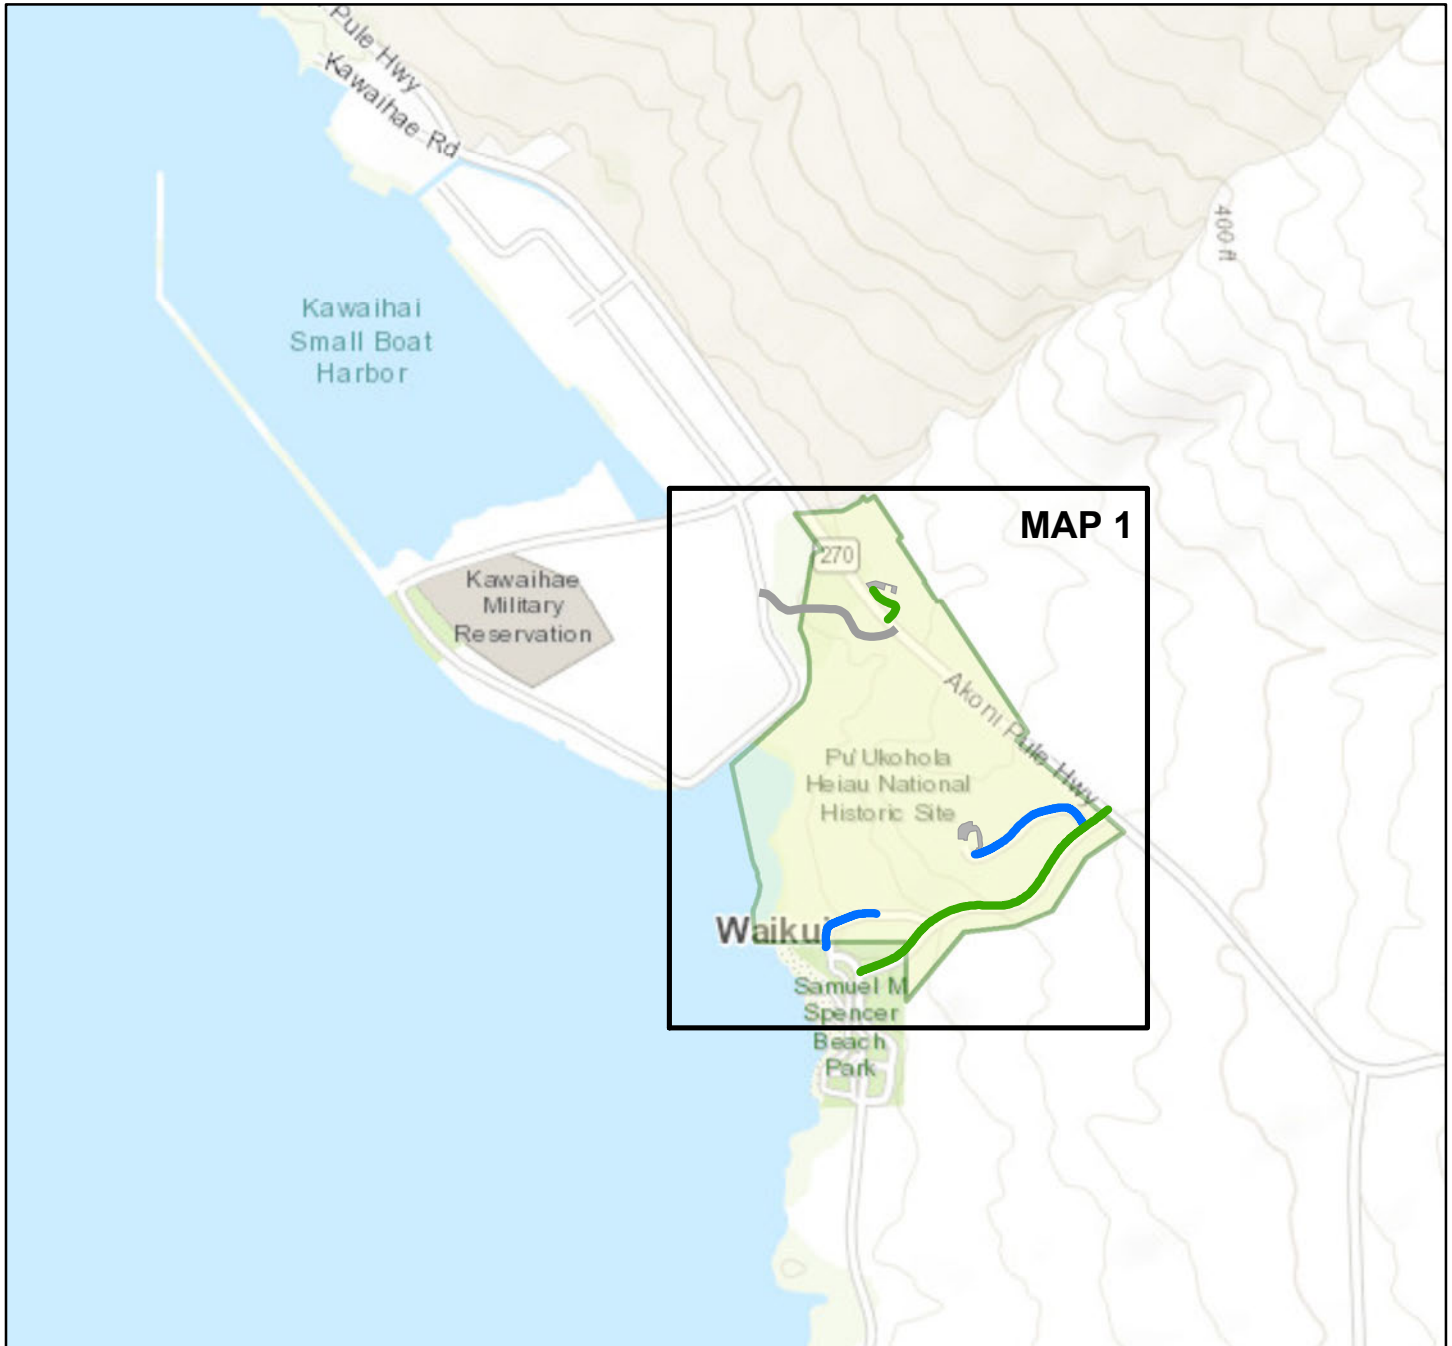 Pule Hwy
Kawaihae Rd
400 ft
Kawaihai
Small Boat
Harbor
MAP 1
270
Kawaihae
Military
Reservation
Akoni Pule Hwy
Pu'Ukohola
Heiau National
Historic Site
Waikui
Samuel M
Spencer
Beach
Park